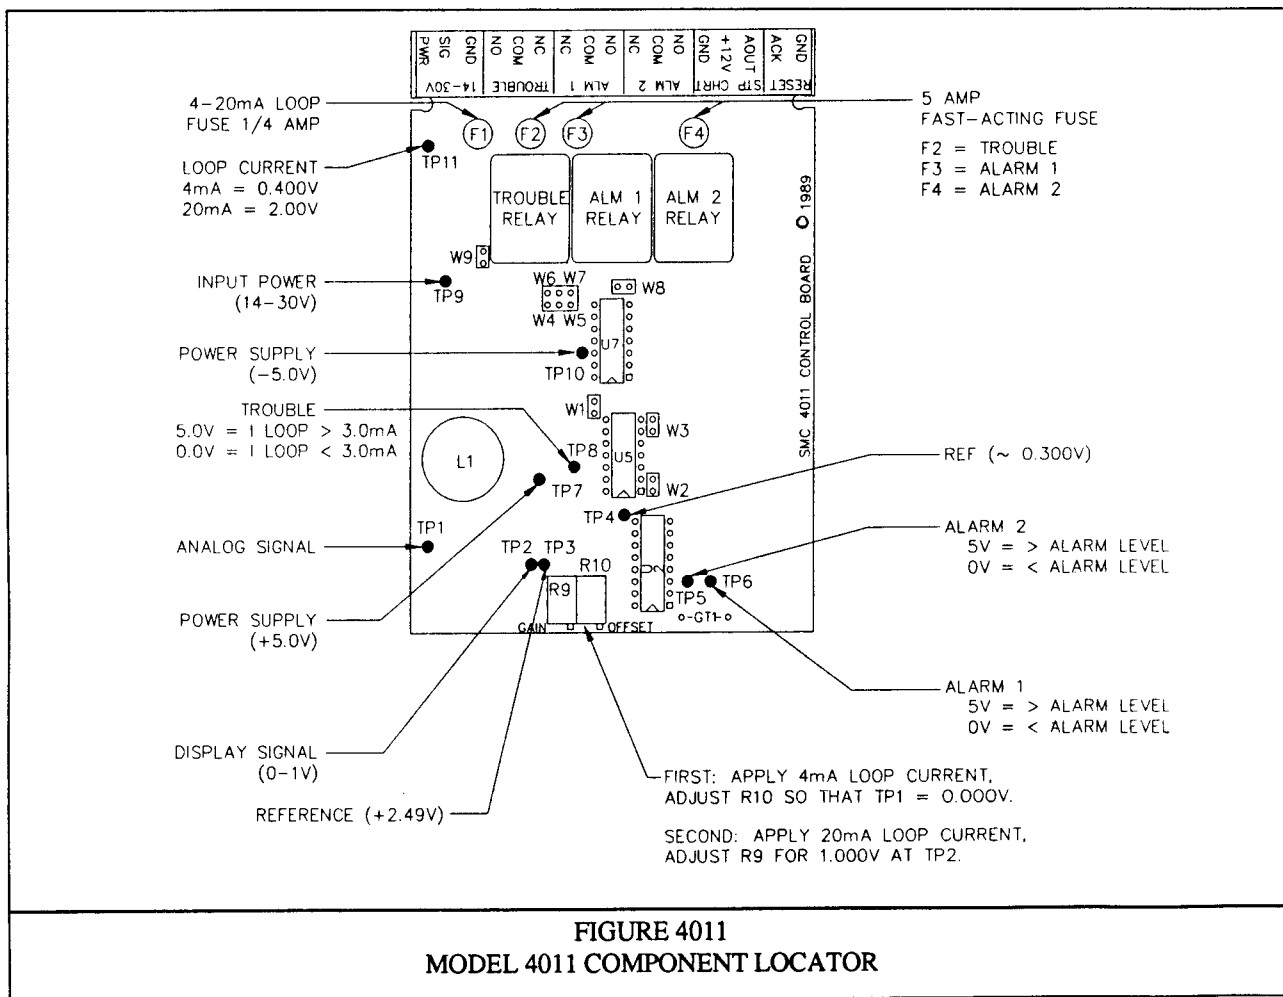 PWR SIG GND NO COM NC NC COM NO NC COM NO GND +12V AOUT ACK GND
14-30V TROUBLE ALM 1 ALM 2 CHRT STP RESET
4-20mA LOOP
FUSE 1/4 AMP
F1 F2 F3 F4
5 AMP
FAST-ACTING FUSE
F2 = TROUBLE
F3 = ALARM 1
F4 = ALARM 2
TP11
LOOP CURRENT
4mA = 0.400V
20mA = 2.00V
TROUBLE
RELAY
ALM 1
RELAY
ALM 2
RELAY
SMC 4011 CONTROL BOARD © 1989
W9
INPUT POWER
(14-30V)
TP9
W6 W7
W8
W4 W5
U7
POWER SUPPLY
(-5.0V)
TP10
TROUBLE
5.0V = I LOOP > 3.0mA
0.0V = I LOOP < 3.0mA
W1
W3
L1
TP8
U5
TP7
W2
REF (~ 0.300V)
TP4
TP1
ANALOG SIGNAL
ALARM 2
5V = > ALARM LEVEL
0V = < ALARM LEVEL
TP2 TP3
R10
R9
TP5 TP6
GT1
GAIN OFFSET
POWER SUPPLY
(+5.0V)
ALARM 1
5V = > ALARM LEVEL
0V = < ALARM LEVEL
DISPLAY SIGNAL
(0-1V)
REFERENCE (+2.49V)
FIRST: APPLY 4mA LOOP CURRENT,
ADJUST R10 SO THAT TP1 = 0.000V.
SECOND: APPLY 20mA LOOP CURRENT,
ADJUST R9 FOR 1.000V AT TP2.
FIGURE 4011
MODEL 4011 COMPONENT LOCATOR